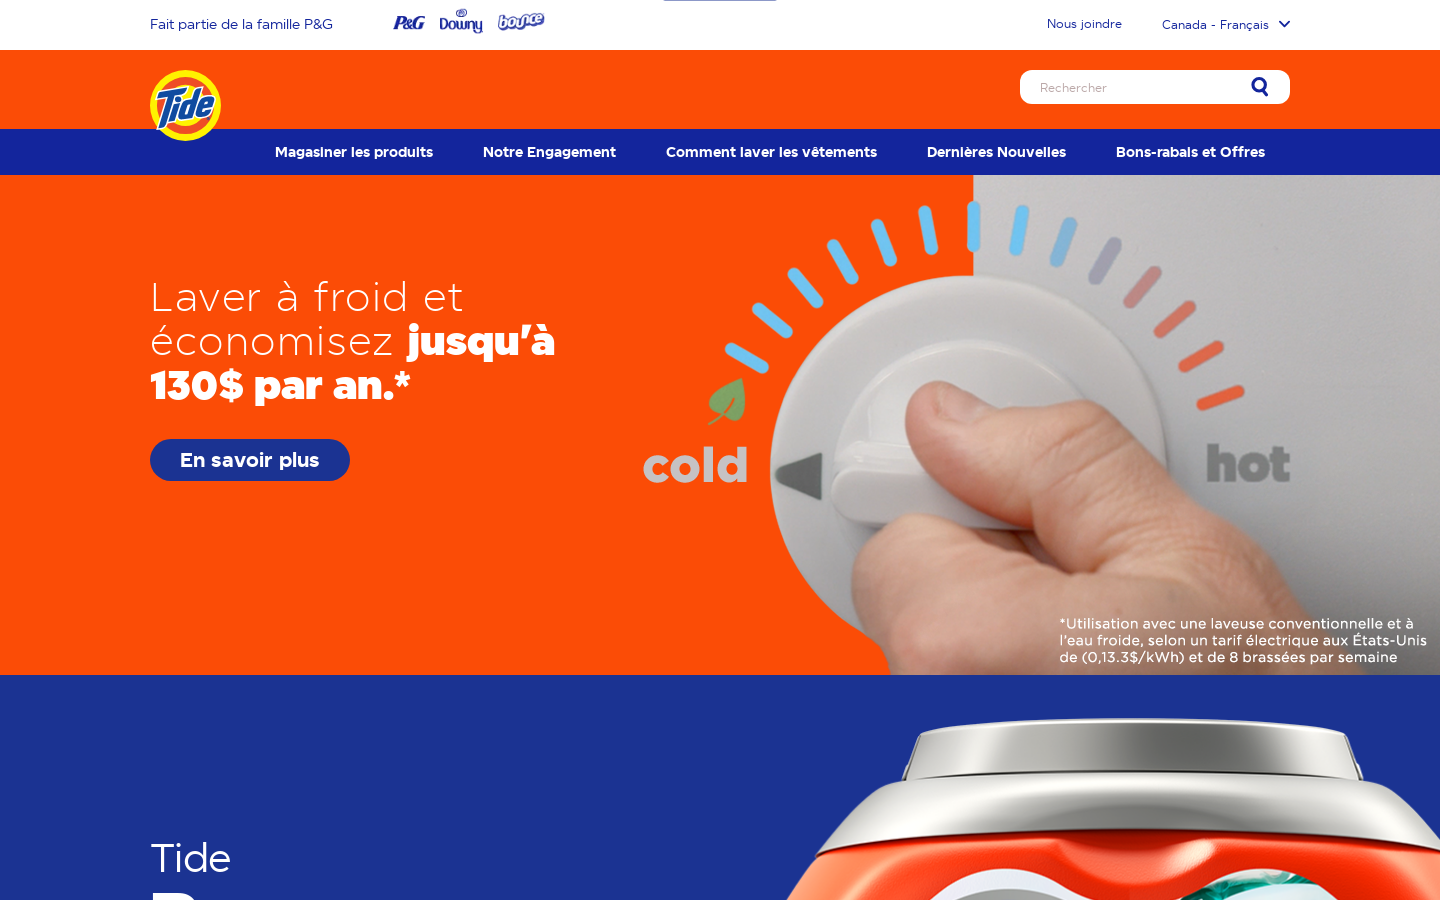 Fait partie de la famille P&G
P&G
Downy
bounce
Nous joindre
Canada - Français
Tide
Rechercher
Magasiner les produits
Notre Engagement
Comment laver les vêtements
Dernières Nouvelles
Bons-rabais et Offres
Laver à froid et
économisez jusqu'à
130$ par an.*
En savoir plus
cold
hot
*Utilisation avec une laveuse conventionnelle et à
l'eau froide, selon un tarif électrique aux États-Unis
de (0,13.3$/kWh) et de 8 brassées par semaine
Tide